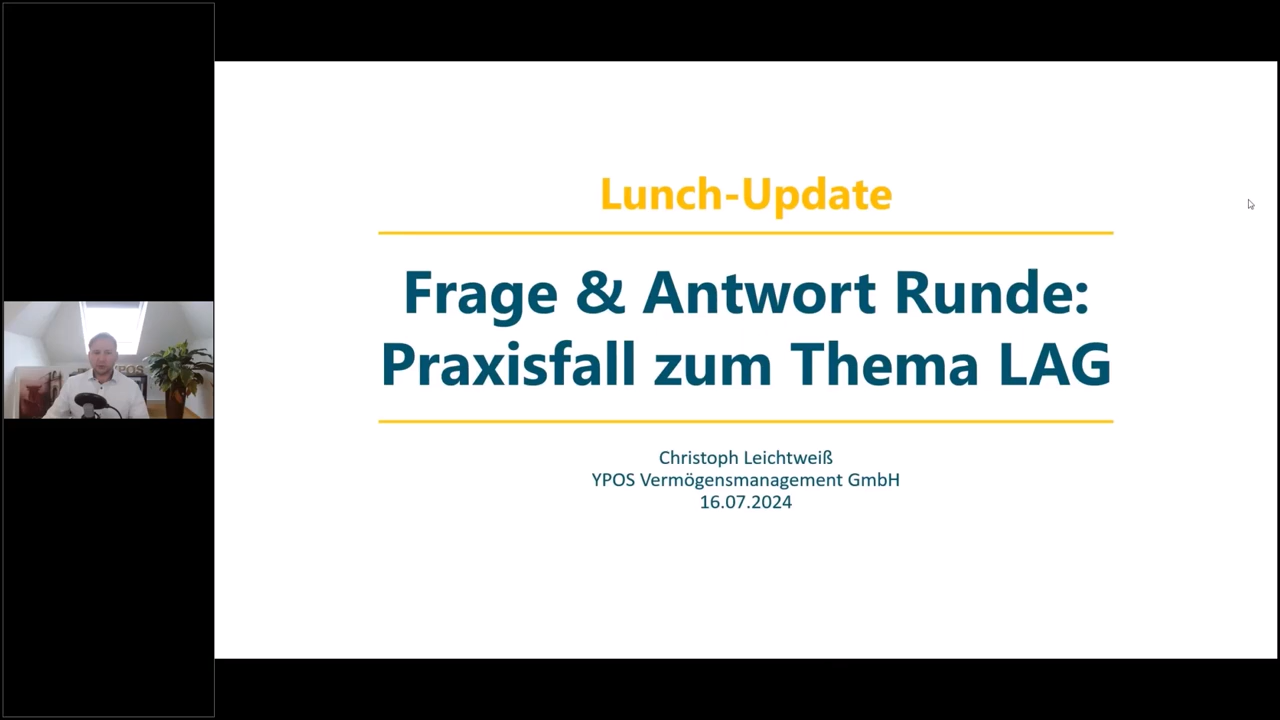 Lunch-Update
Frage & Antwort Runde:
Praxisfall zum Thema LAG
Christoph Leichtweiß
YPOS Vermögensmanagement GmbH
16.07.2024